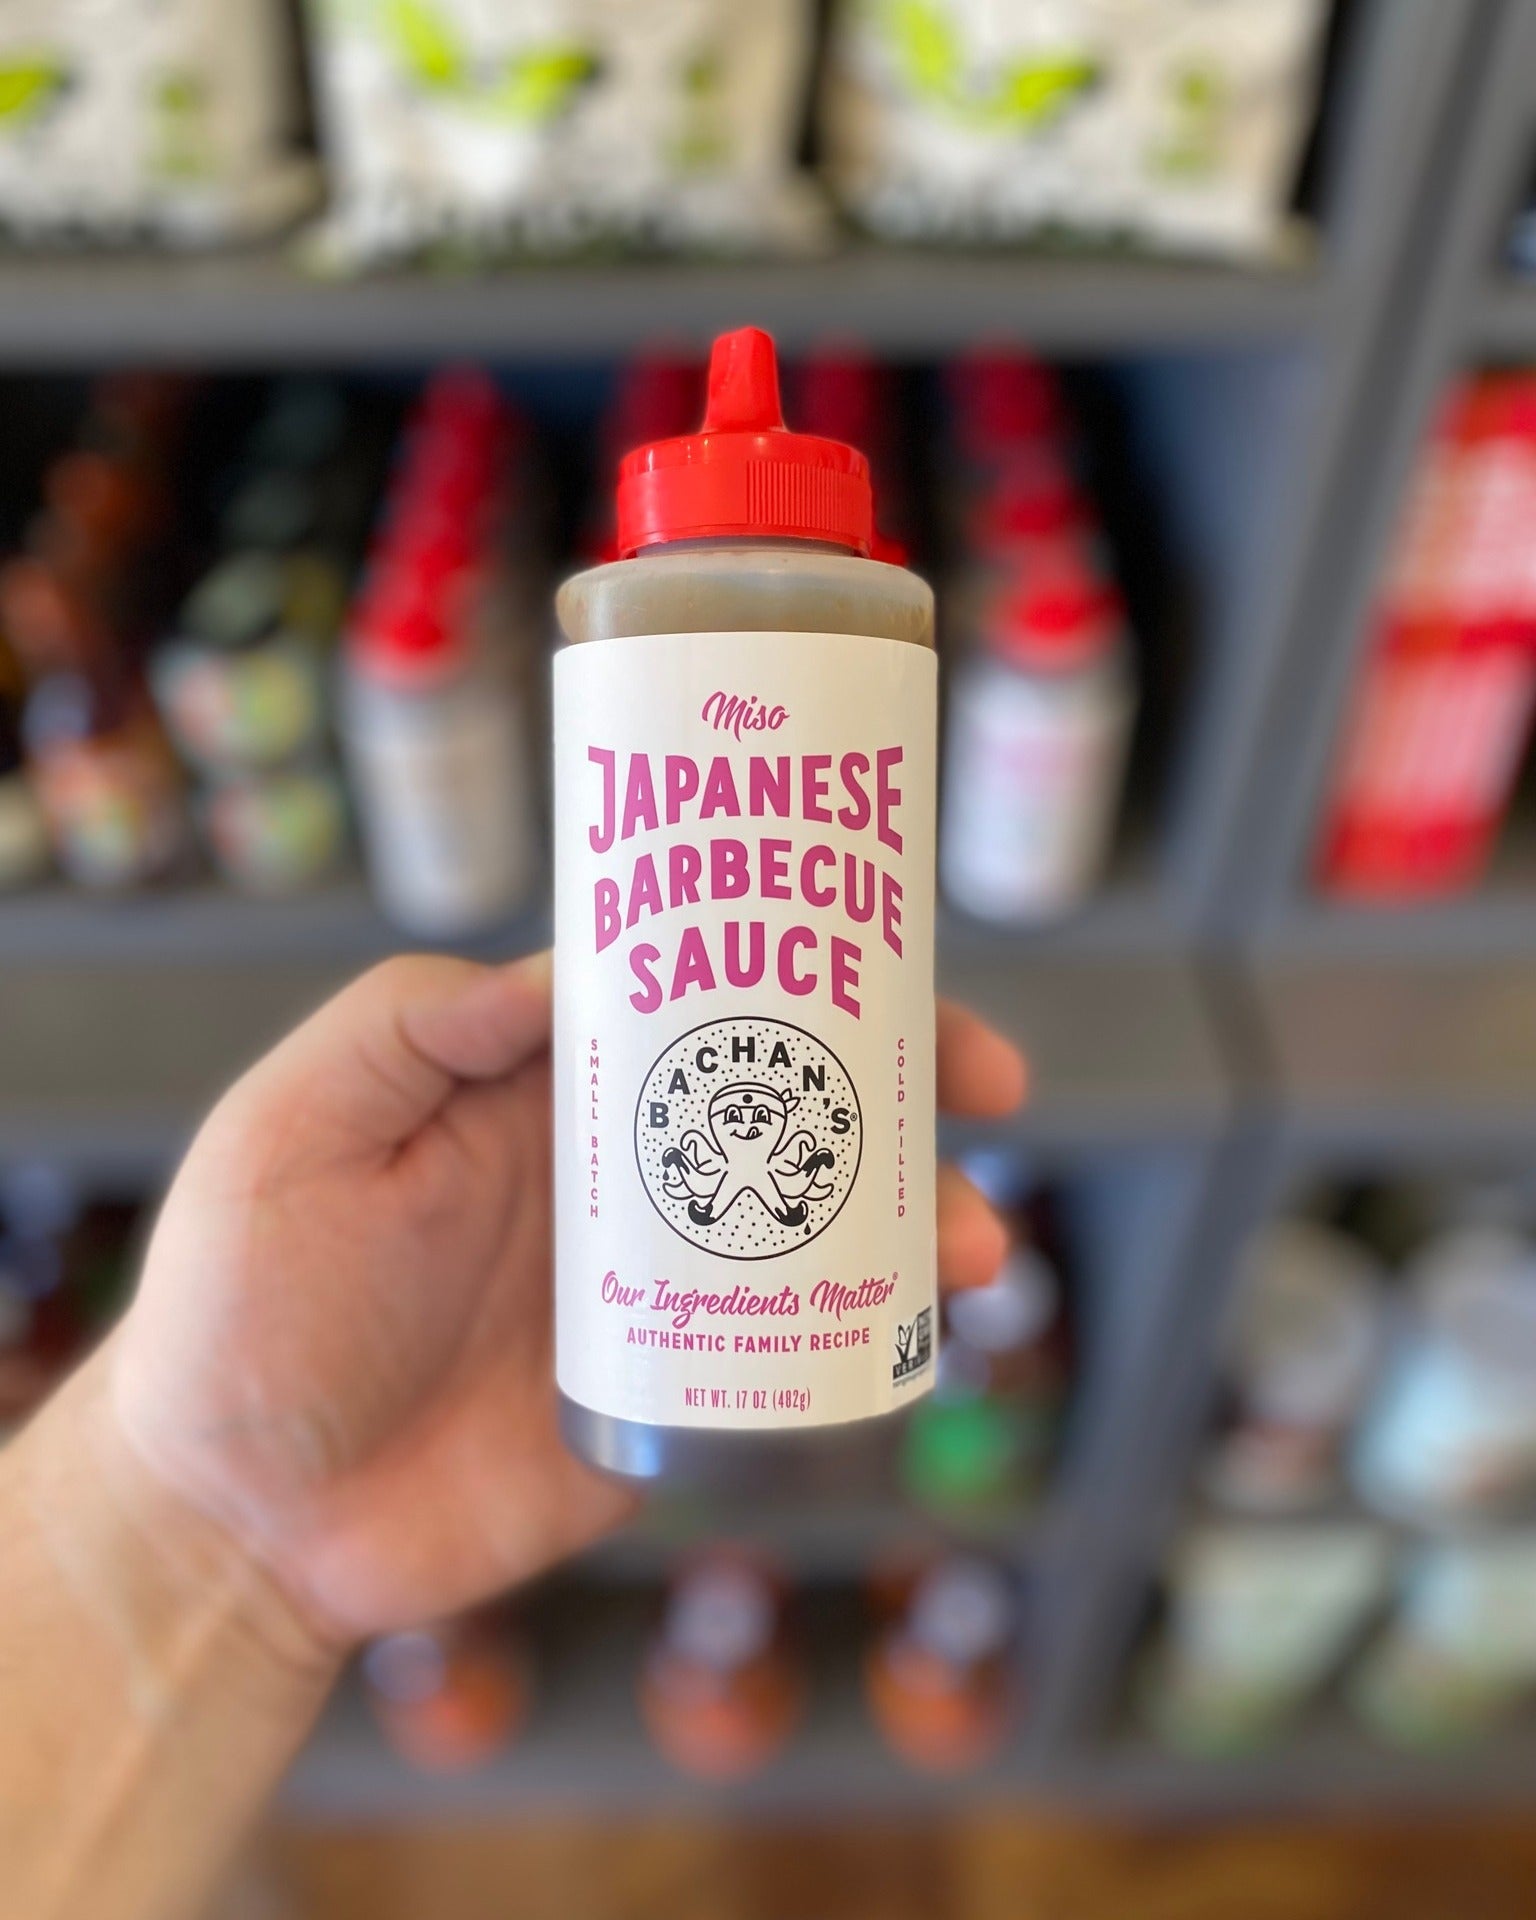 Miso
JAPANESE
BARBECUE
SAUCE
BACHAN'S®
SMALL BATCH
COLD FILLED
Our Ingredients Matter®
AUTHENTIC FAMILY RECIPE
NET WT. 17 OZ (482g)